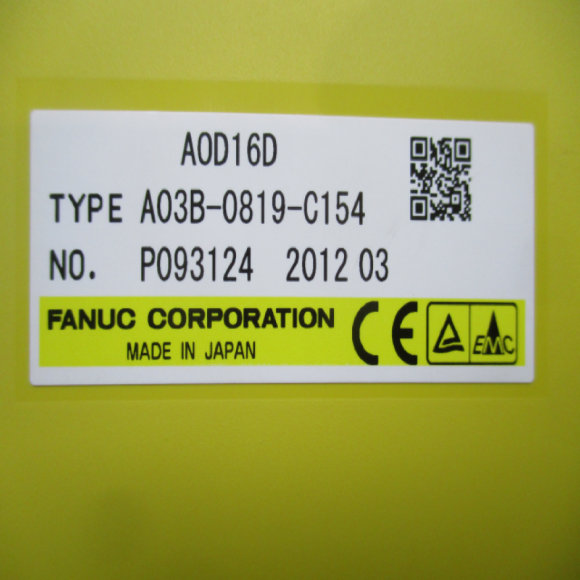 AOD16D
TYPE A03B-0819-C154
NO. P093124 2012 03
FANUC CORPORATION
MADE IN JAPAN
CE
EMC